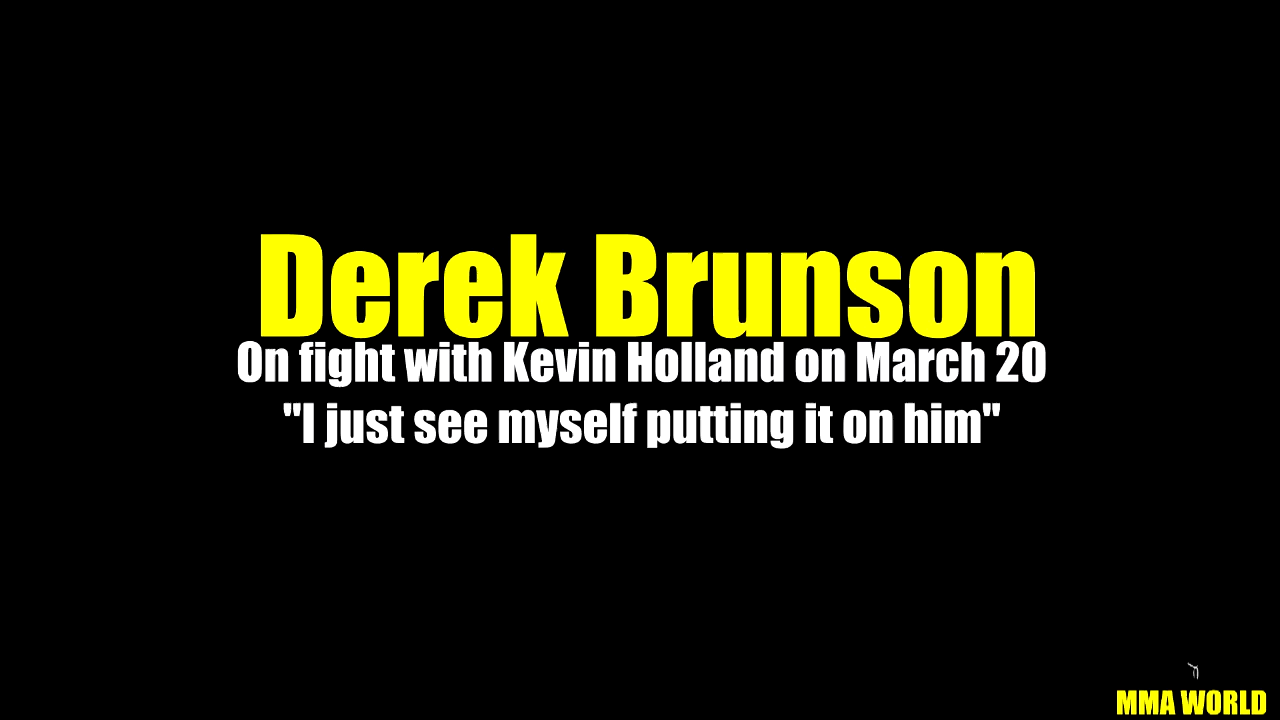 Derek Brunson
On fight with Kevin Holland on March 20
"I just see myself putting it on him"
MMA WORLD